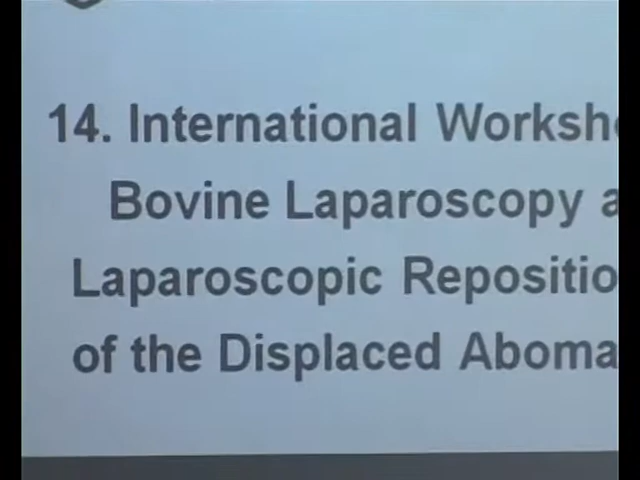 14. International Worksh
Bovine Laparoscopy a
Laparoscopic Repositio
of the Displaced Aboma